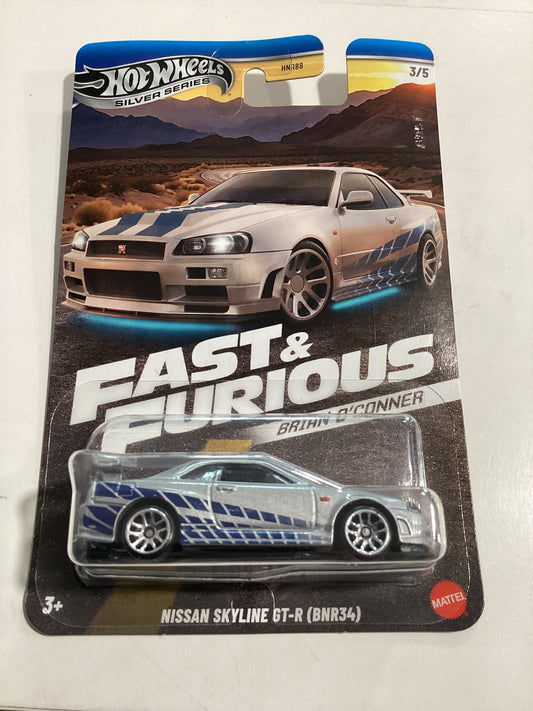 HOT WHEELS
SILVER SERIES
HNR88
3/5
FAST &
FURIOUS
BRIAN O'CONNER
3+
NISSAN SKYLINE GT-R (BNR34)
MATTEL